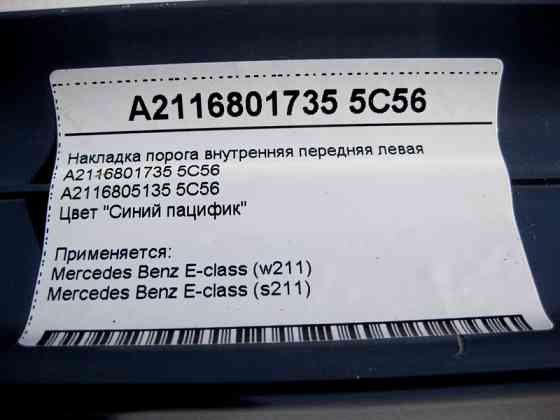 A2116801735 5C56
Накладка порога внутренняя передняя левая
A2116801735 5C56
A2116805135 5C56
Цвет "Синий пацифик"
Применяется:
Mercedes Benz E-class (w211)
Mercedes Benz E-class (s211)